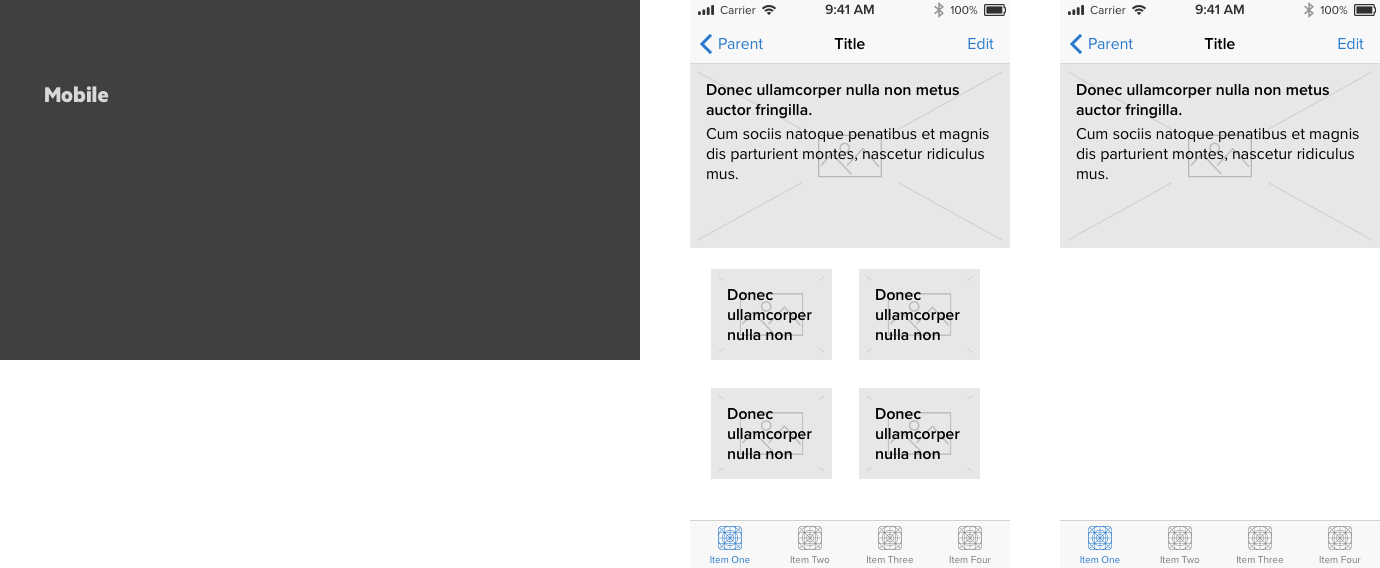 Mobile
Carrier 9:41 AM 100%
Parent Title Edit
Donec ullamcorper nulla non metus
auctor fringilla.
Cum sociis natoque penatibus et magnis
dis parturient montes, nascetur ridiculus
mus.
Donec
ullamcorper
nulla non
Donec
ullamcorper
nulla non
Donec
ullamcorper
nulla non
Donec
ullamcorper
nulla non
Item One Item Two Item Three Item Four
Carrier 9:41 AM 100%
Parent Title Edit
Donec ullamcorper nulla non metus
auctor fringilla.
Cum sociis natoque penatibus et magnis
dis parturient montes, nascetur ridiculus
mus.
Item One Item Two Item Three Item Four